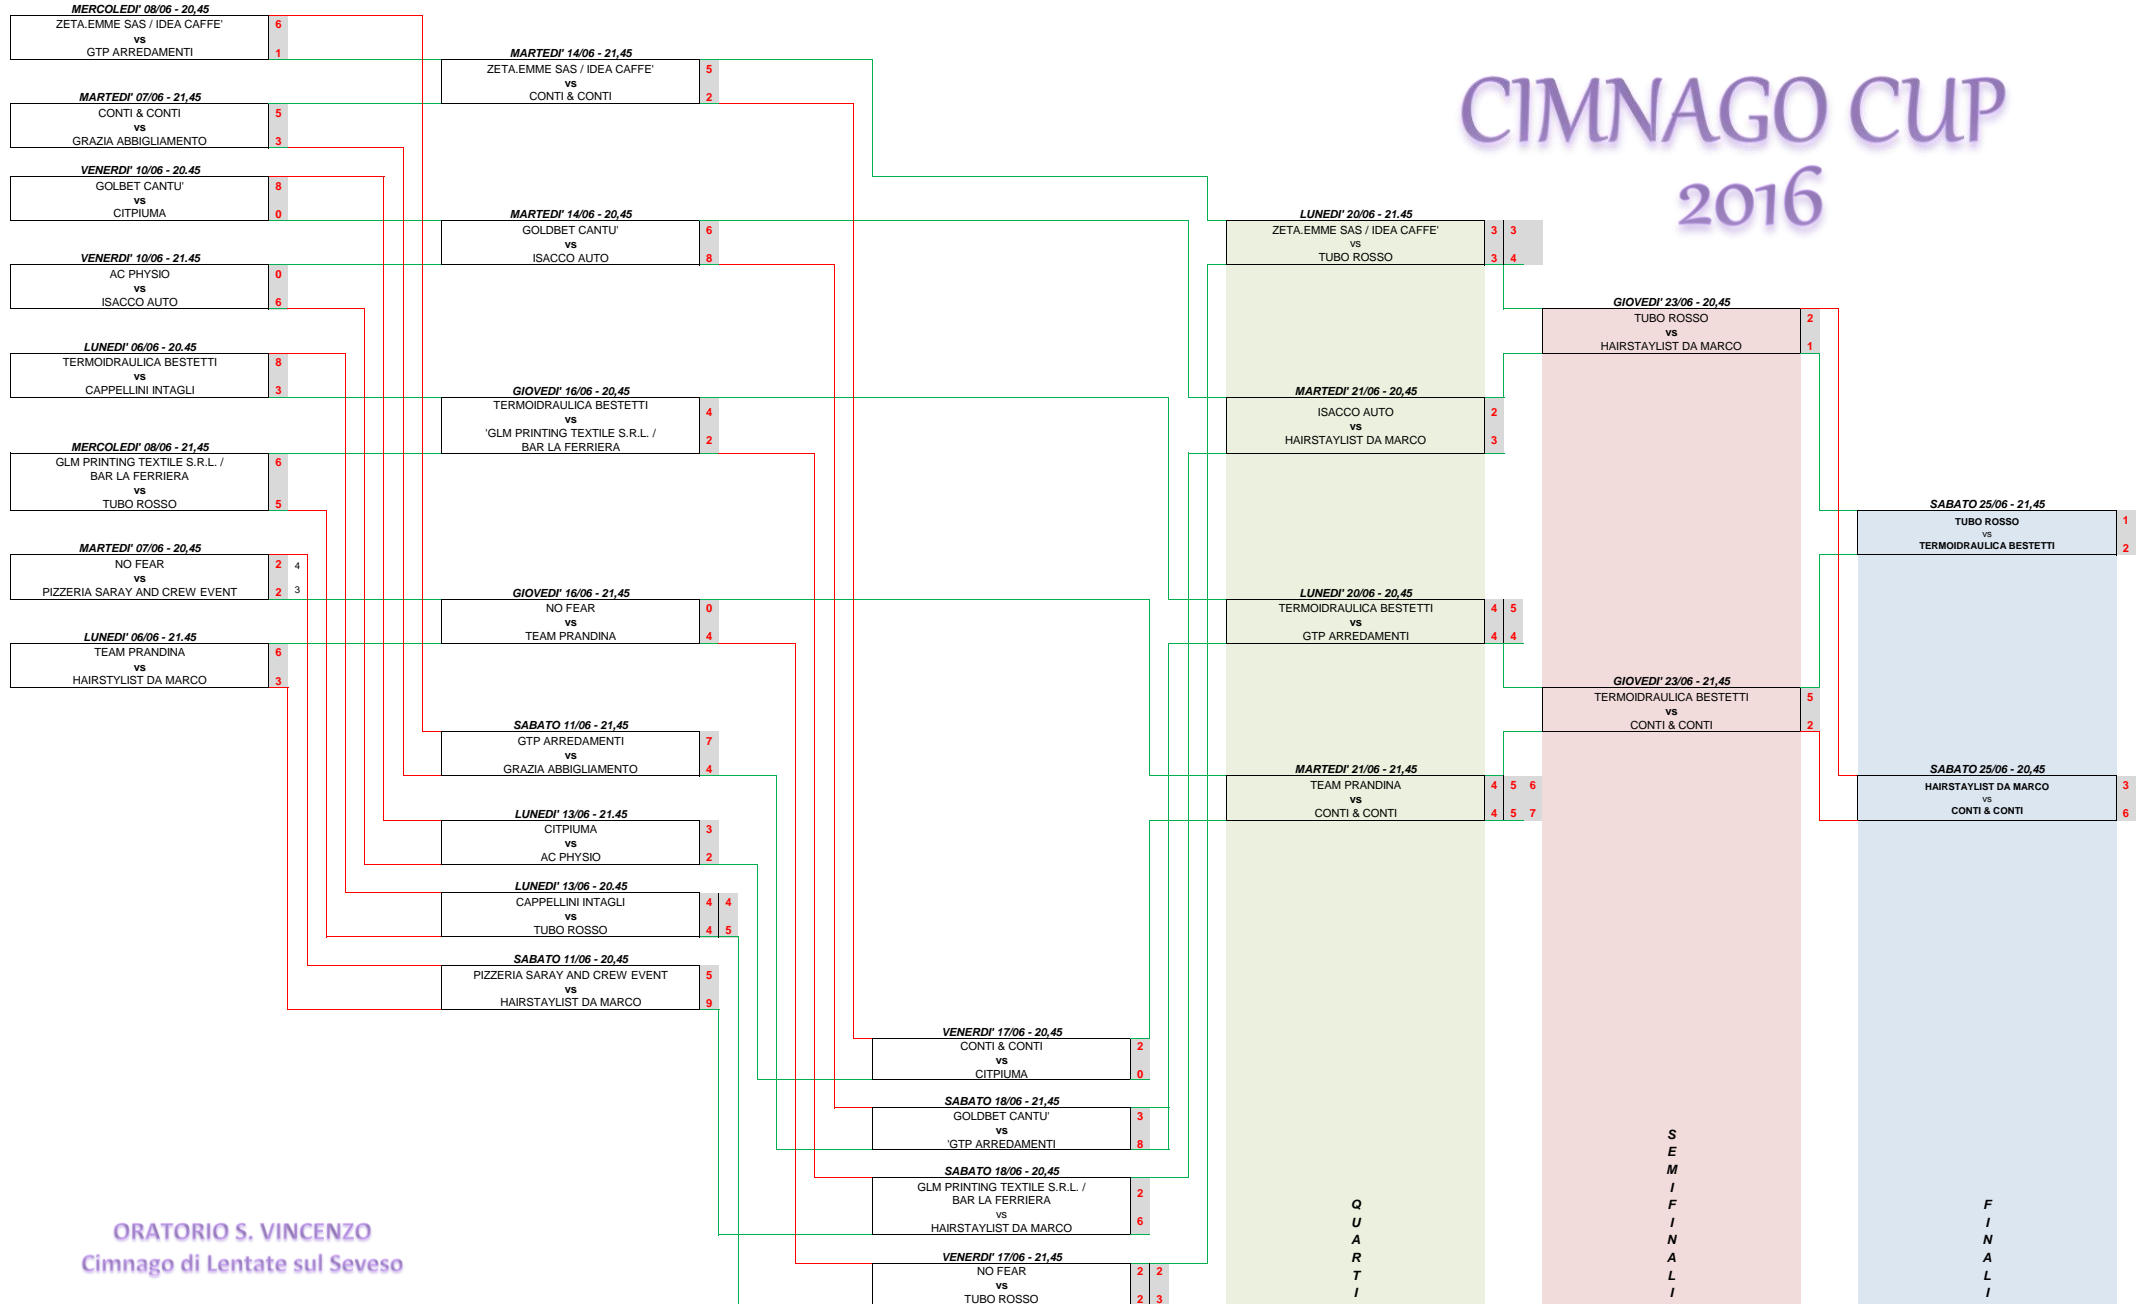 CIMNAGO CUP
2016
MERCOLEDI' 08/06 - 20,45
ZETA.EMME SAS / IDEA CAFFE' 6
vs
GTP ARREDAMENTI 1
MARTEDI' 07/06 - 21,45
CONTI & CONTI 5
vs
GRAZIA ABBIGLIAMENTO 3
VENERDI' 10/06 - 20.45
GOLBET CANTU' 8
vs
CITPIUMA 0
VENERDI' 10/06 - 21.45
AC PHYSIO 0
vs
ISACCO AUTO 6
LUNEDI' 06/06 - 20.45
TERMOIDRAULICA BESTETTI 8
vs
CAPPELLINI INTAGLI 3
MERCOLEDI' 08/06 - 21,45
GLM PRINTING TEXTILE S.R.L. / 6
BAR LA FERRIERA
vs
TUBO ROSSO 5
MARTEDI' 07/06 - 20,45
NO FEAR 2 4
vs
PIZZERIA SARAY AND CREW EVENT 2 3
LUNEDI' 06/06 - 21.45
TEAM PRANDINA 6
vs
HAIRSTYLIST DA MARCO 3
MARTEDI' 14/06 - 21,45
ZETA.EMME SAS / IDEA CAFFE' 5
vs
CONTI & CONTI 2
MARTEDI' 14/06 - 20,45
GOLDBET CANTU' 6
vs
ISACCO AUTO 8
GIOVEDI' 16/06 - 20,45
TERMOIDRAULICA BESTETTI 4
vs
'GLM PRINTING TEXTILE S.R.L. / 2
BAR LA FERRIERA
GIOVEDI' 16/06 - 21,45
NO FEAR 0
vs
TEAM PRANDINA 4
SABATO 11/06 - 21,45
GTP ARREDAMENTI 7
vs
GRAZIA ABBIGLIAMENTO 4
LUNEDI' 13/06 - 21.45
CITPIUMA 3
vs
AC PHYSIO 2
LUNEDI' 13/06 - 20.45
CAPPELLINI INTAGLI 4 4
vs
TUBO ROSSO 4 5
SABATO 11/06 - 20,45
PIZZERIA SARAY AND CREW EVENT 5
vs
HAIRSTAYLIST DA MARCO 9
VENERDI' 17/06 - 20,45
CONTI & CONTI 2
vs
CITPIUMA 0
SABATO 18/06 - 21,45
GOLDBET CANTU' 3
vs
'GTP ARREDAMENTI 8
SABATO 18/06 - 20,45
GLM PRINTING TEXTILE S.R.L. / 2
BAR LA FERRIERA
vs
HAIRSTAYLIST DA MARCO 6
VENERDI' 17/06 - 21,45
NO FEAR 2 2
vs
TUBO ROSSO 2 3
LUNEDI' 20/06 - 21.45
ZETA.EMME SAS / IDEA CAFFE' 3 3
vs
TUBO ROSSO 3 4
MARTEDI' 21/06 - 20,45
ISACCO AUTO 2
vs
HAIRSTAYLIST DA MARCO 3
LUNEDI' 20/06 - 20,45
TERMOIDRAULICA BESTETTI 4 5
vs
GTP ARREDAMENTI 4 4
MARTEDI' 21/06 - 21,45
TEAM PRANDINA 4 5 6
vs
CONTI & CONTI 4 5 7
QUARTI
GIOVEDI' 23/06 - 20,45
TUBO ROSSO 2
vs
HAIRSTAYLIST DA MARCO 1
GIOVEDI' 23/06 - 21,45
TERMOIDRAULICA BESTETTI 5
vs
CONTI & CONTI 2
SEMIFINALI
SABATO 25/06 - 21,45
TUBO ROSSO 1
vs
TERMOIDRAULICA BESTETTI 2
SABATO 25/06 - 20,45
HAIRSTAYLIST DA MARCO 3
vs
CONTI & CONTI 6
FINALI
ORATORIO S. VINCENZO
Cimnago di Lentate sul Seveso